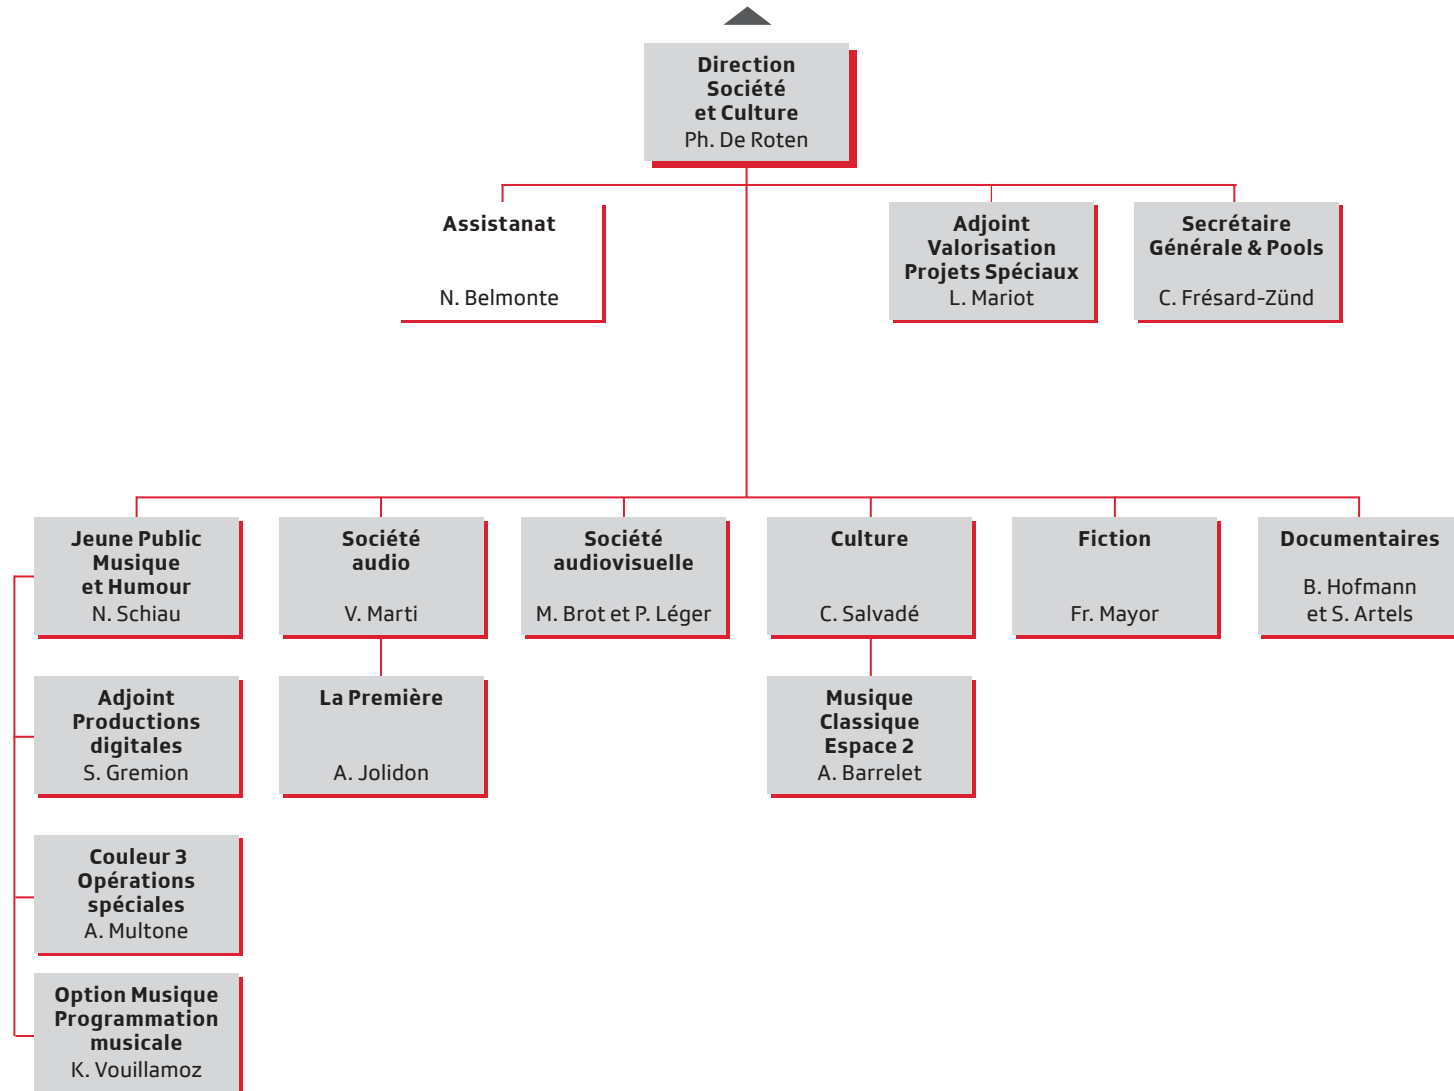 Direction
Société
et Culture
Ph. De Roten
Assistanat
N. Belmonte
Adjoint
Valorisation
Projets Spéciaux
L. Mariot
Secrétaire
Générale & Pools
C. Frésard-Zünd
Jeune Public
Musique
et Humour
N. Schiau
Société
audio
V. Marti
Société
audiovisuelle
M. Brot et P. Léger
Culture
C. Salvadé
Fiction
Fr. Mayor
Documentaires
B. Hofmann
et S. Artels
Adjoint
Productions
digitales
S. Gremion
La Première
A. Jolidon
Musique
Classique
Espace 2
A. Barrelet
Couleur 3
Opérations
spéciales
A. Multone
Option Musique
Programmation
musicale
K. Vouillamoz